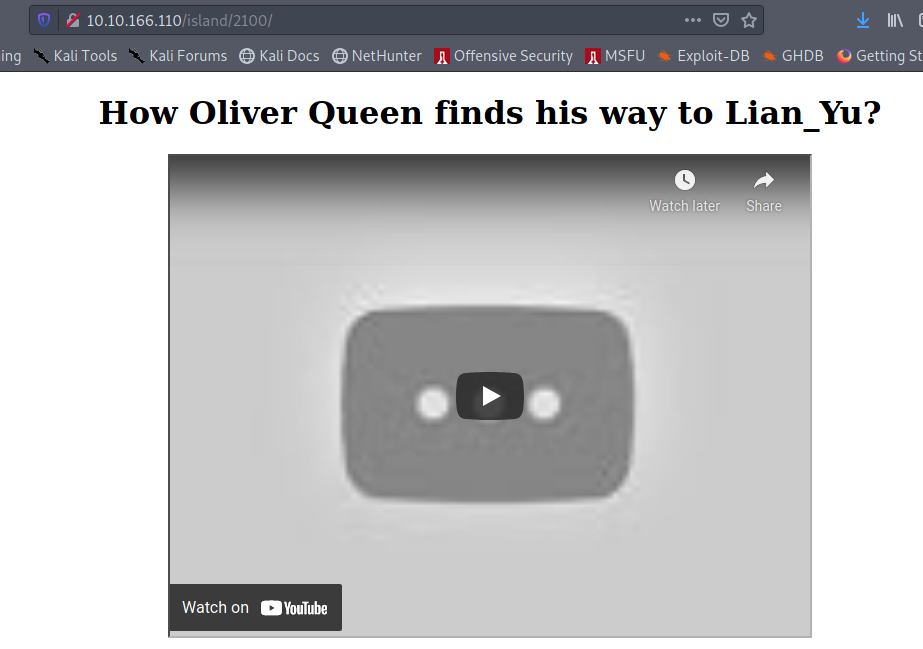 10.10.166.110/island/2100/
ing Kali Tools Kali Forums Kali Docs NetHunter Offensive Security MSFU Exploit-DB GHDB Getting St
How Oliver Queen finds his way to Lian_Yu?
Watch later Share
Watch on YouTube